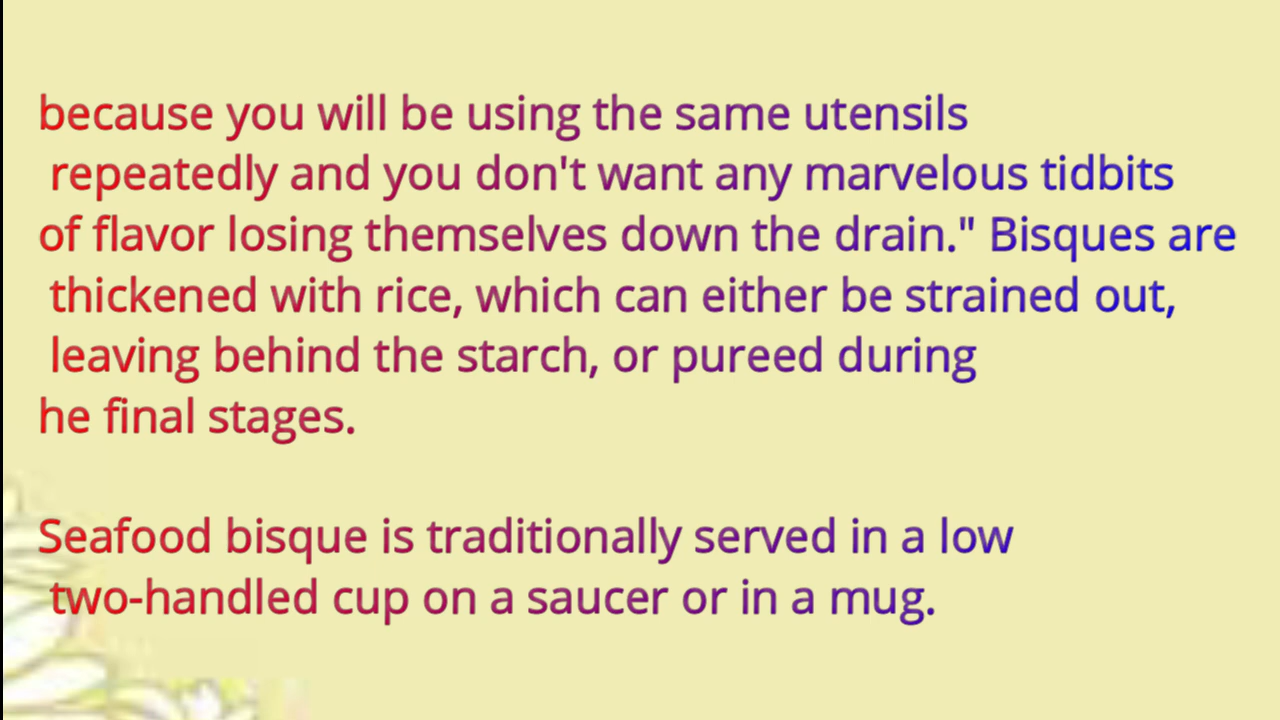 because you will be using the same utensils
repeatedly and you don't want any marvelous tidbits
of flavor losing themselves down the drain." Bisques are
thickened with rice, which can either be strained out,
leaving behind the starch, or pureed during
he final stages.
Seafood bisque is traditionally served in a low
two-handled cup on a saucer or in a mug.